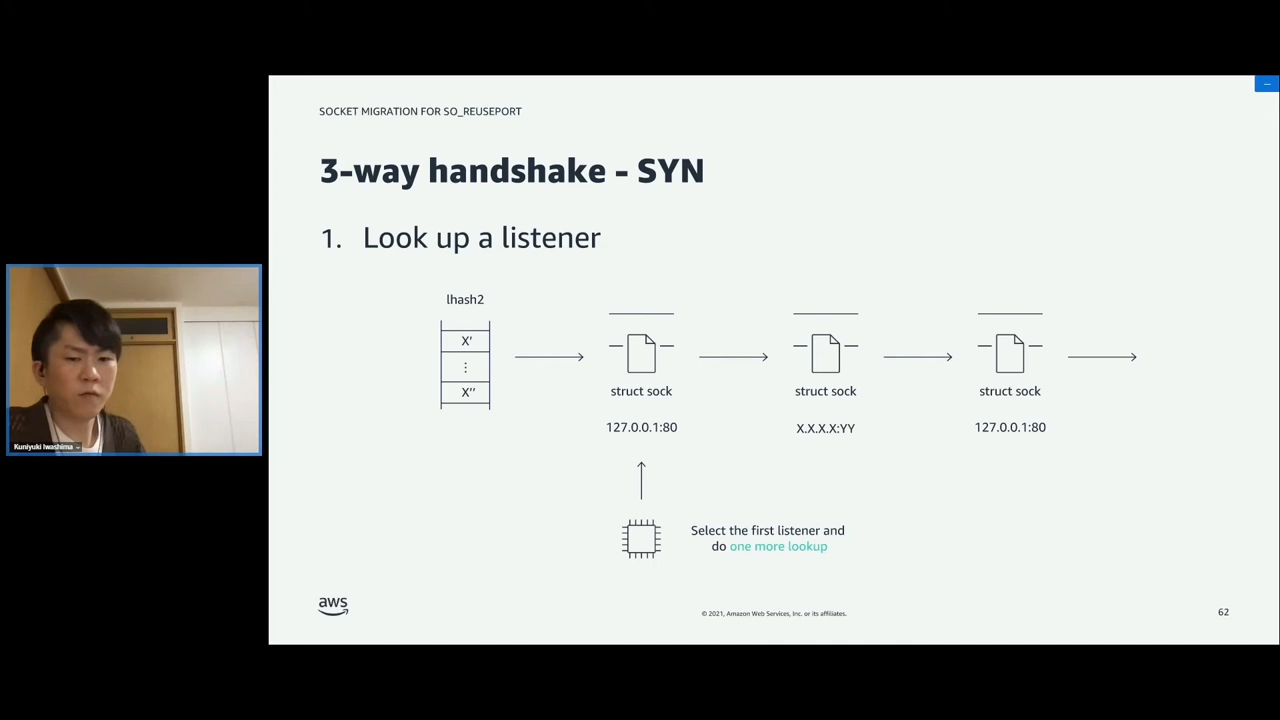 SOCKET MIGRATION FOR SO_REUSEPORT
3-way handshake - SYN
1. Look up a listener
lhash2
X'
⋮
X''
struct sock
struct sock
struct sock
127.0.0.1:80
X.X.X.X:YY
127.0.0.1:80
Select the first listener and
do one more lookup
Kuniyuki Iwashima
aws
© 2021, Amazon Web Services, Inc. or its affiliates.
62